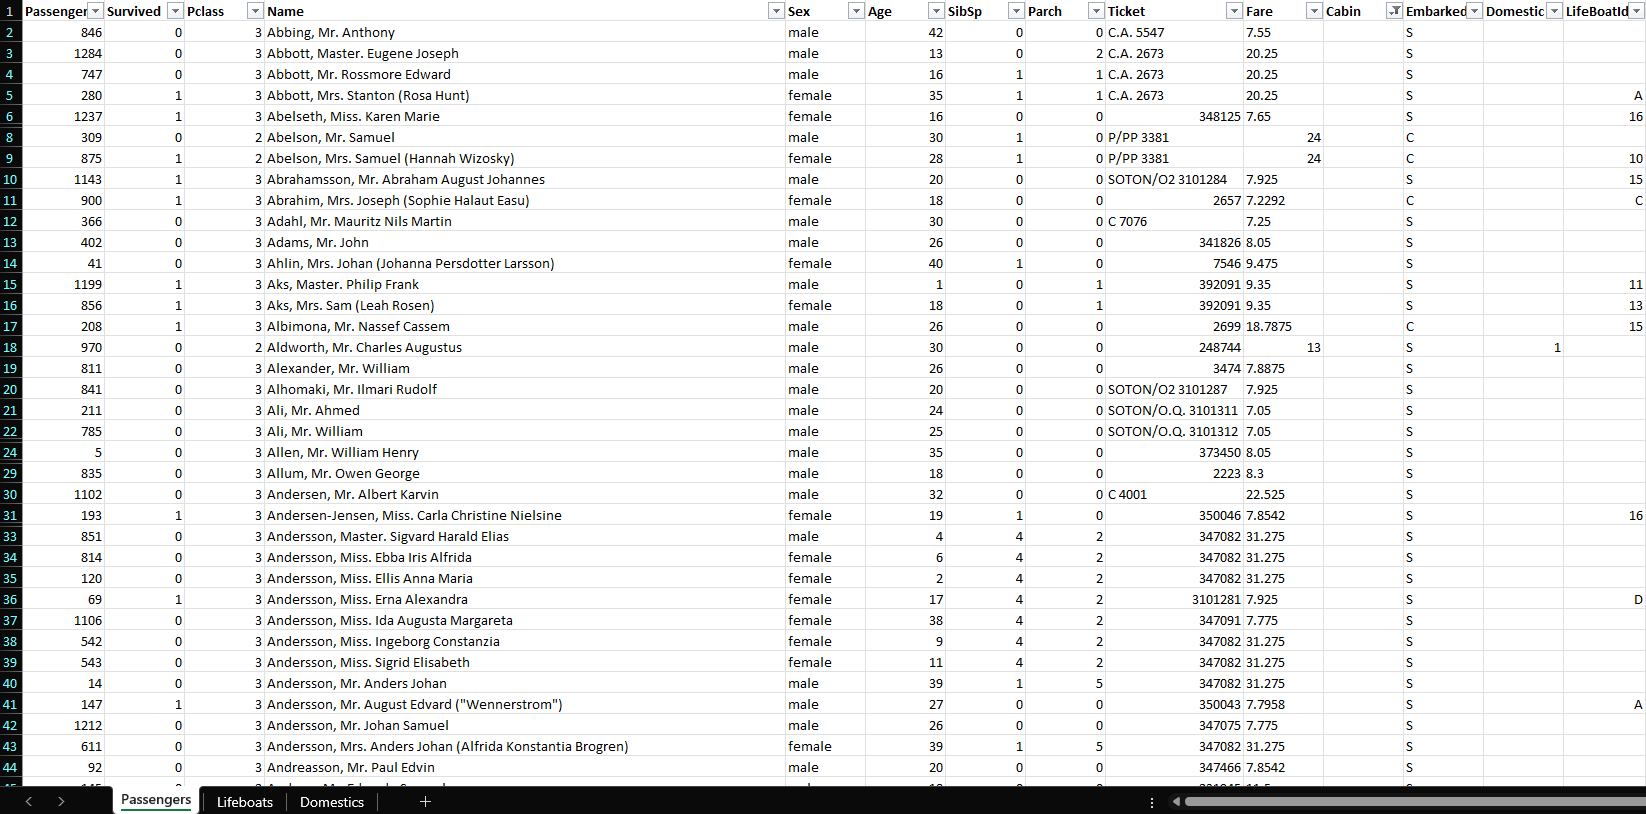 1 Passenger Survived Pclass Name Sex Age SibSp Parch Ticket Fare Cabin Embarked Domestic LifeBoatId
2 846 0 3 Abbing, Mr. Anthony male 42 0 0 C.A. 5547 7.55 S
3 1284 0 3 Abbott, Master. Eugene Joseph male 13 0 2 C.A. 2673 20.25 S
4 747 0 3 Abbott, Mr. Rossmore Edward male 16 1 1 C.A. 2673 20.25 S
5 280 1 3 Abbott, Mrs. Stanton (Rosa Hunt) female 35 1 1 C.A. 2673 20.25 S A
6 1237 1 3 Abelseth, Miss. Karen Marie female 16 0 0 348125 7.65 S 16
8 309 0 2 Abelson, Mr. Samuel male 30 1 0 P/PP 3381 24 C
9 875 1 2 Abelson, Mrs. Samuel (Hannah Wizosky) female 28 1 0 P/PP 3381 24 C 10
10 1143 1 3 Abrahamsson, Mr. Abraham August Johannes male 20 0 0 SOTON/O2 3101284 7.925 S 15
11 900 1 3 Abrahim, Mrs. Joseph (Sophie Halaut Easu) female 18 0 0 2657 7.2292 C C
12 366 0 3 Adahl, Mr. Mauritz Nils Martin male 30 0 0 C 7076 7.25 S
13 402 0 3 Adams, Mr. John male 26 0 0 341826 8.05 S
14 41 0 3 Ahlin, Mrs. Johan (Johanna Persdotter Larsson) female 40 1 0 7546 9.475 S
15 1199 1 3 Aks, Master. Philip Frank male 1 0 1 392091 9.35 S 11
16 856 1 3 Aks, Mrs. Sam (Leah Rosen) female 18 0 1 392091 9.35 S 13
17 208 1 3 Albimona, Mr. Nassef Cassem male 26 0 0 2699 18.7875 C 15
18 970 0 2 Aldworth, Mr. Charles Augustus male 30 0 0 248744 13 S 1
19 811 0 3 Alexander, Mr. William male 26 0 0 3474 7.8875 S
20 841 0 3 Alhomaki, Mr. Ilmari Rudolf male 20 0 0 SOTON/O2 3101287 7.925 S
21 211 0 3 Ali, Mr. Ahmed male 24 0 0 SOTON/O.Q. 3101311 7.05 S
22 785 0 3 Ali, Mr. William male 25 0 0 SOTON/O.Q. 3101312 7.05 S
24 5 0 3 Allen, Mr. William Henry male 35 0 0 373450 8.05 S
29 835 0 3 Allum, Mr. Owen George male 18 0 0 2223 8.3 S
30 1102 0 3 Andersen, Mr. Albert Karvin male 32 0 0 C 4001 22.525 S
31 193 1 3 Andersen-Jensen, Miss. Carla Christine Nielsine female 19 1 0 350046 7.8542 S 16
33 851 0 3 Andersson, Master. Sigvard Harald Elias male 4 4 2 347082 31.275 S
34 814 0 3 Andersson, Miss. Ebba Iris Alfrida female 6 4 2 347082 31.275 S
35 120 0 3 Andersson, Miss. Ellis Anna Maria female 2 4 2 347082 31.275 S
36 69 1 3 Andersson, Miss. Erna Alexandra female 17 4 2 3101281 7.925 S D
37 1106 0 3 Andersson, Miss. Ida Augusta Margareta female 38 4 2 347091 7.775 S
38 542 0 3 Andersson, Miss. Ingeborg Constanzia female 9 4 2 347082 31.275 S
39 543 0 3 Andersson, Miss. Sigrid Elisabeth female 11 4 2 347082 31.275 S
40 14 0 3 Andersson, Mr. Anders Johan male 39 1 5 347082 31.275 S
41 147 1 3 Andersson, Mr. August Edvard ("Wennerstrom") male 27 0 0 350043 7.7958 S A
42 1212 0 3 Andersson, Mr. Johan Samuel male 26 0 0 347075 7.775 S
43 611 0 3 Andersson, Mrs. Anders Johan (Alfrida Konstantia Brogren) female 39 1 5 347082 31.275 S
44 92 0 3 Andreasson, Mr. Paul Edvin male 20 0 0 347466 7.8542 S
Passengers Lifeboats Domestics